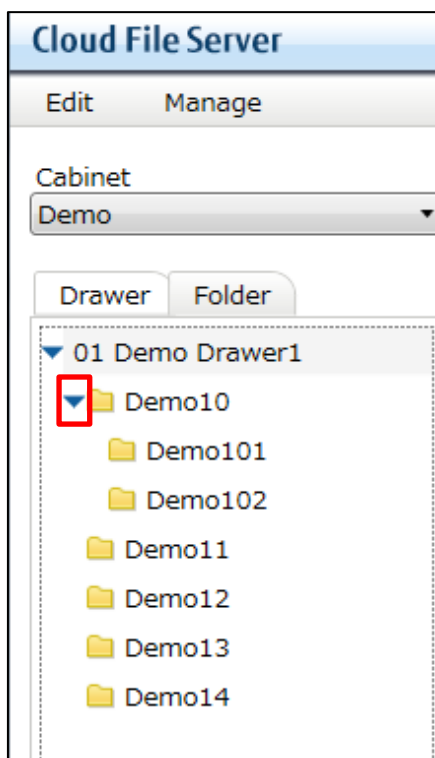 Cloud File Server
Edit Manage
Cabinet
Demo
Drawer Folder
01 Demo Drawer1
Demo10
Demo101
Demo102
Demo11
Demo12
Demo13
Demo14